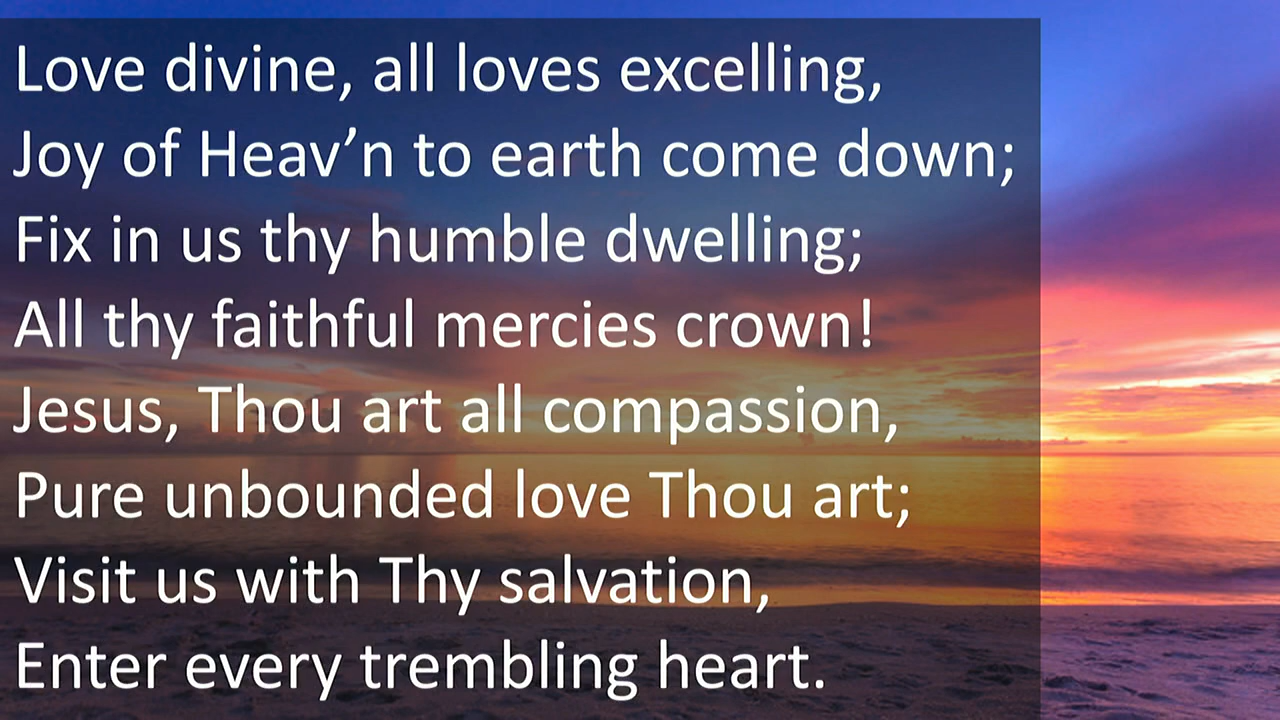 Love divine, all loves excelling,
Joy of Heav’n to earth come down;
Fix in us thy humble dwelling;
All thy faithful mercies crown!
Jesus, Thou art all compassion,
Pure unbounded love Thou art;
Visit us with Thy salvation,
Enter every trembling heart.